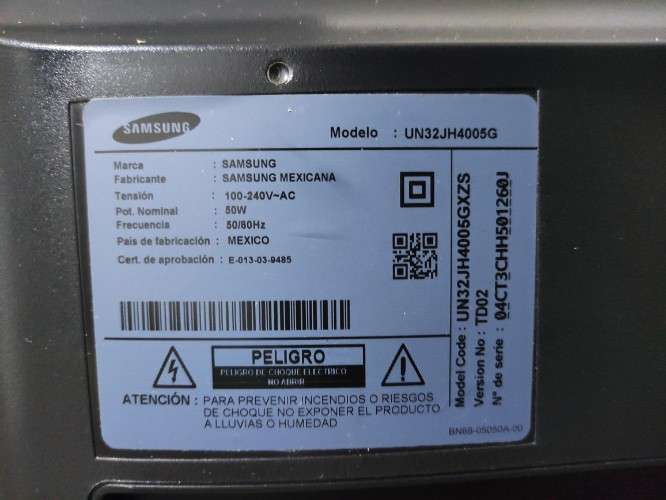 SAMSUNG
Modelo : UN32JH4005G
Marca : SAMSUNG
Fabricante : SAMSUNG MEXICANA
Tensión : 100-240V~AC
Pot. Nominal : 50W
Frecuencia : 50/60Hz
País de fabricación : MEXICO
Cert. de aprobación : E-013-03-9485
PELIGRO
PELIGRO DE CHOQUE ELECTRICO
NO ABRIR
ATENCIÓN : PARA PREVENIR INCENDIOS O RIESGOS
DE CHOQUE NO EXPONER EL PRODUCTO
A LLUVIAS O HUMEDAD
Model Code : UN32JH4005GXZS
Version No : TD02
N° de serie : 04CT3CHH501260J
BN68-05050A-00